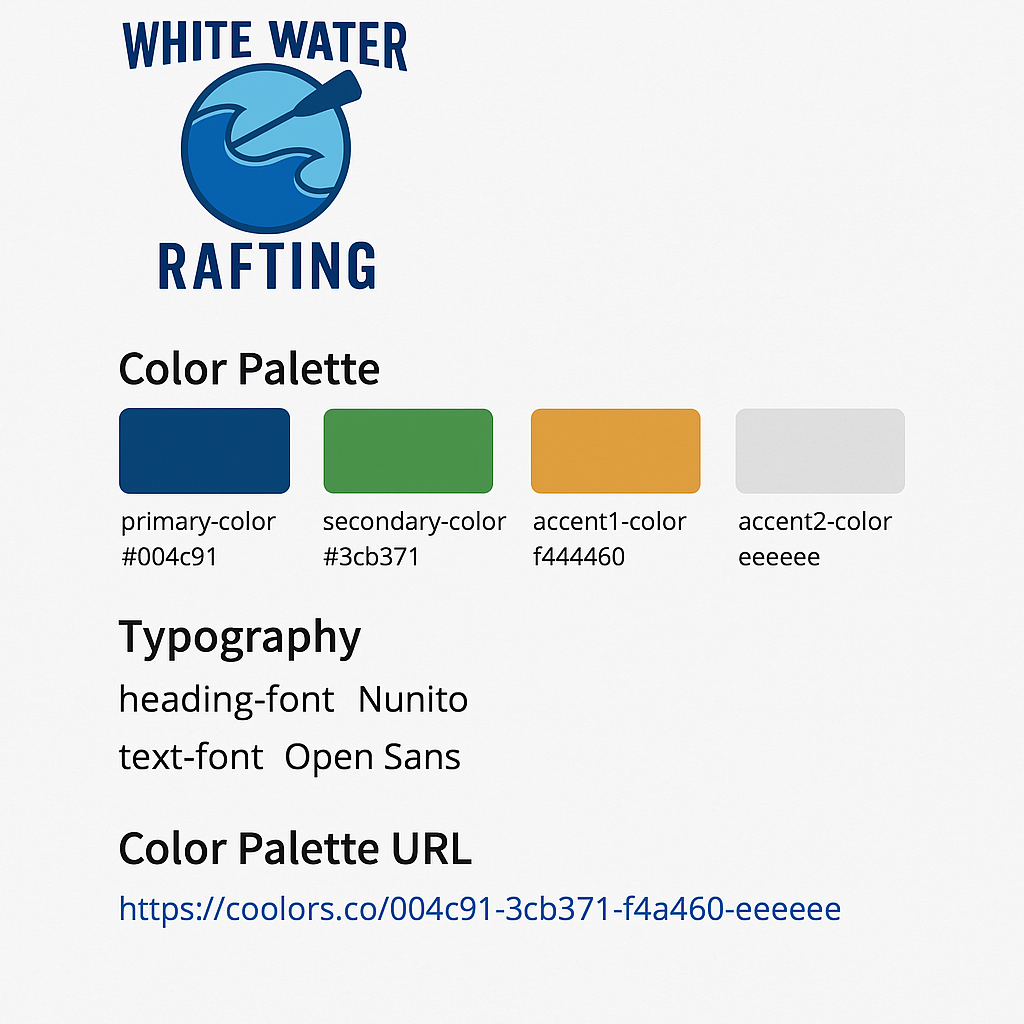 WHITE WATER
RAFTING
Color Palette
primary-color secondary-color accent1-color accent2-color
#004c91 #3cb371 f444460 eeeeee
Typography
heading-font Nunito
text-font Open Sans
Color Palette URL
https://coolors.co/004c91-3cb371-f4a460-eeeeee